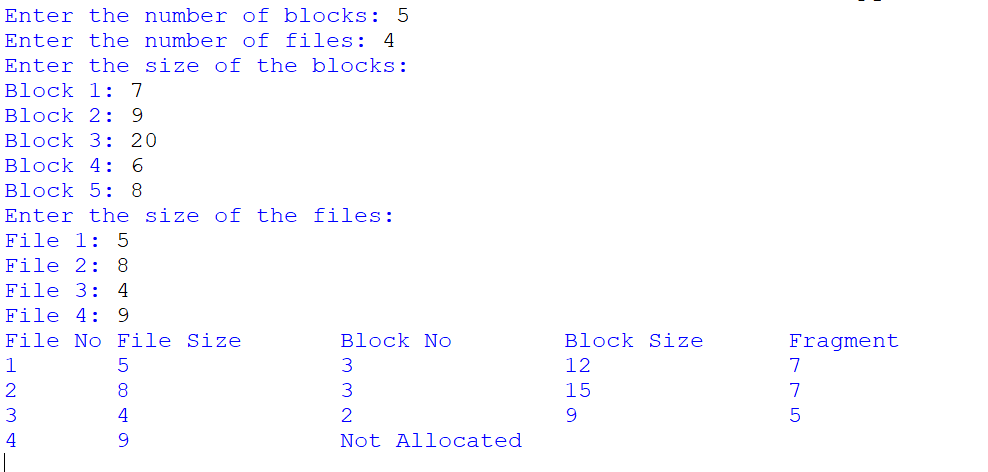 Enter the number of blocks: 5
Enter the number of files: 4
Enter the size of the blocks:
Block 1: 7
Block 2: 9
Block 3: 20
Block 4: 6
Block 5: 8
Enter the size of the files:
File 1: 5
File 2: 8
File 3: 4
File 4: 9
File No File Size Block No Block Size Fragment
1 5 3 12 7
2 8 3 15 7
3 4 2 9 5
4 9 Not Allocated